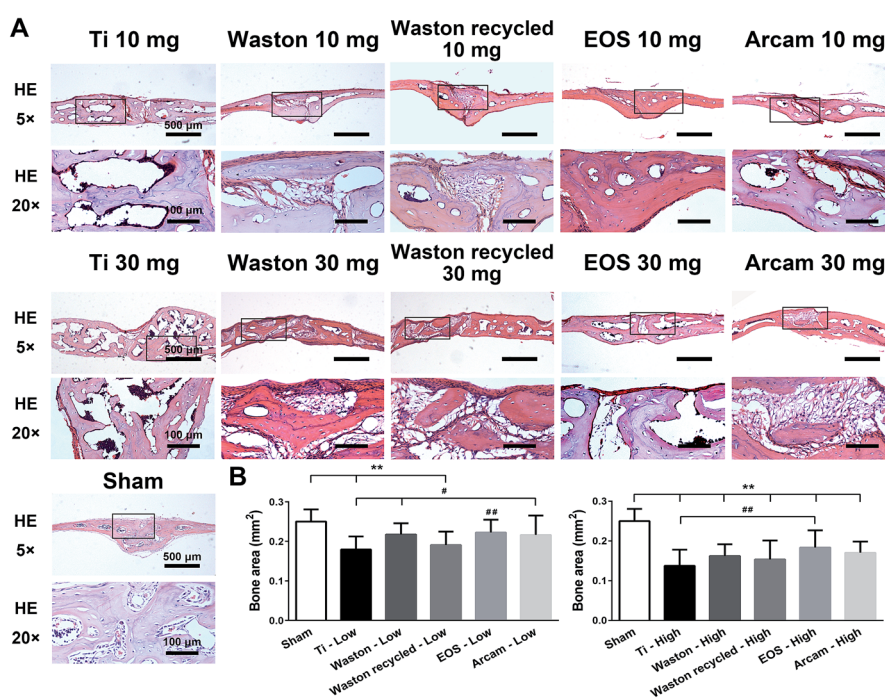 A
Ti 10 mg
Waston 10 mg
Waston recycled
10 mg
EOS 10 mg
Arcam 10 mg
HE
5×
500 µm
HE
20×
100 µm
Ti 30 mg
Waston 30 mg
Waston recycled
30 mg
EOS 30 mg
Arcam 30 mg
HE
5×
500 µm
HE
20×
100 µm
Sham
HE
5×
500 µm
HE
20×
100 µm
B
Bone area (mm²)
0.3
0.2
0.1
0.0
**
#
##
Sham
Ti - Low
Waston - Low
Waston recycled - Low
EOS - Low
Arcam - Low
Bone area (mm²)
0.3
0.2
0.1
0.0
**
##
Sham
Ti - High
Waston - High
Waston recycled - High
EOS - High
Arcam - High